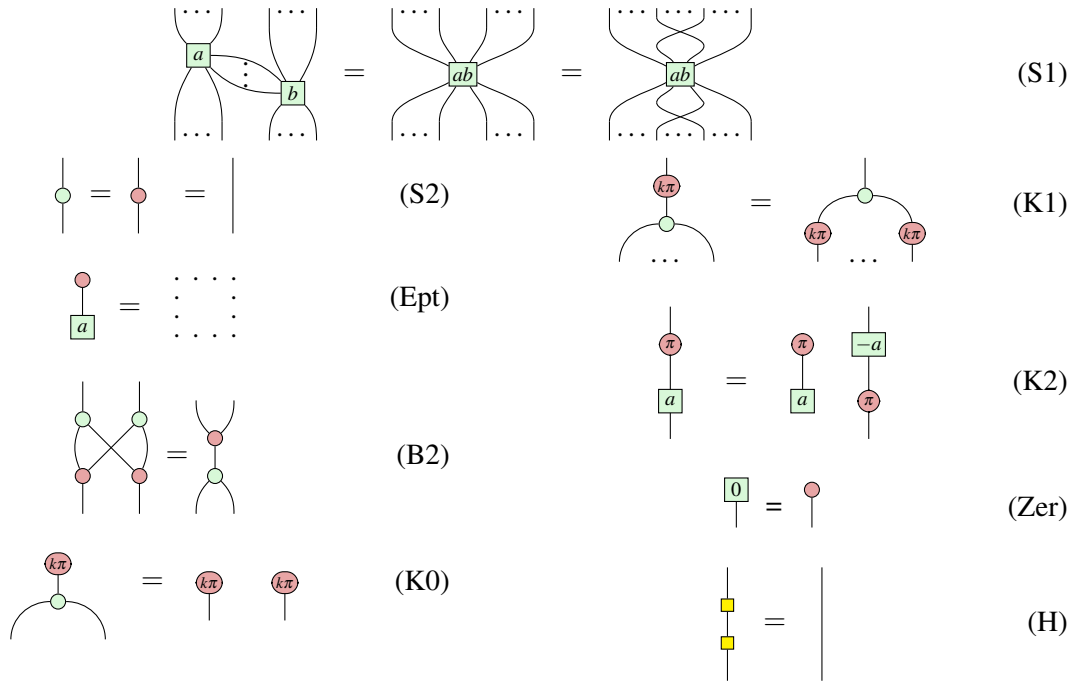 a b = ab = ab (S1)
= = (S2)
kπ = kπ kπ (K1)
a = (Ept)
π a = π a −a π (K2)
= (B2)
0 = (Zer)
kπ = kπ kπ (K0)
= (H)